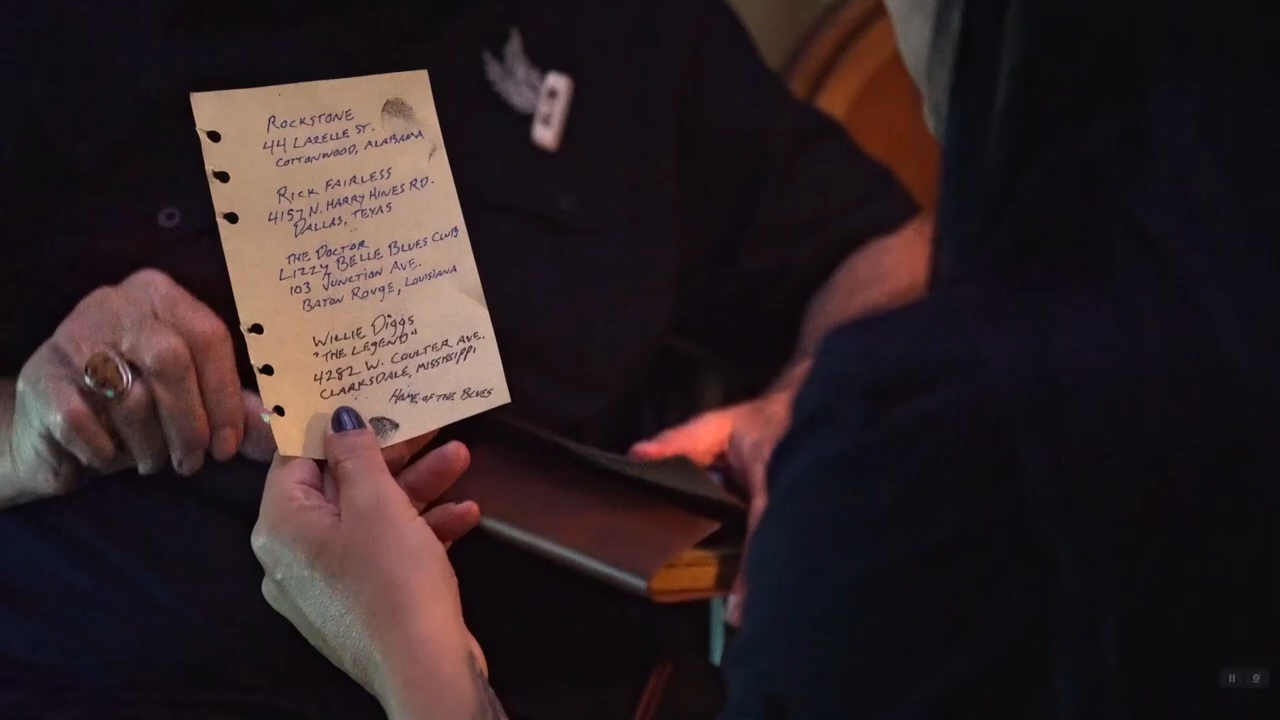 ROCKSTONE
44 LAZELLE ST.
COTTONWOOD, ALABAMA
RICK FAIRLESS
4157 N. HARRY HINES RD.
DALLAS, TEXAS
THE DOCTOR
LIZZY BELLE BLUES CLUB
103 JUNCTION AVE.
BATON ROUGE, LOUISIANA
WILLIE DiggS
"THE LEgEND"
4282 W. COULTER AVE.
CLARKSDALE, MISSISSIPPI
HOME OF THE BLUES